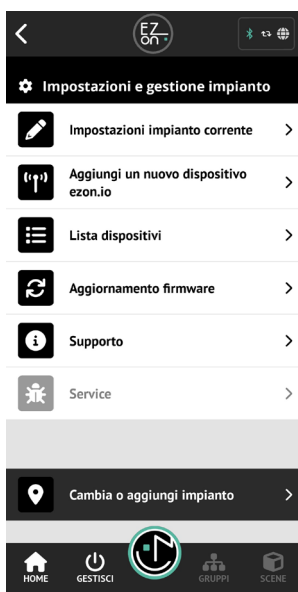 EZ
on
Impostazioni e gestione impianto
Impostazioni impianto corrente
Aggiungi un nuovo dispositivo
ezon.io
Lista dispositivi
Aggiornamento firmware
Supporto
Service
Cambia o aggiungi impianto
HOME
GESTISCI
GRUPPI
SCENE